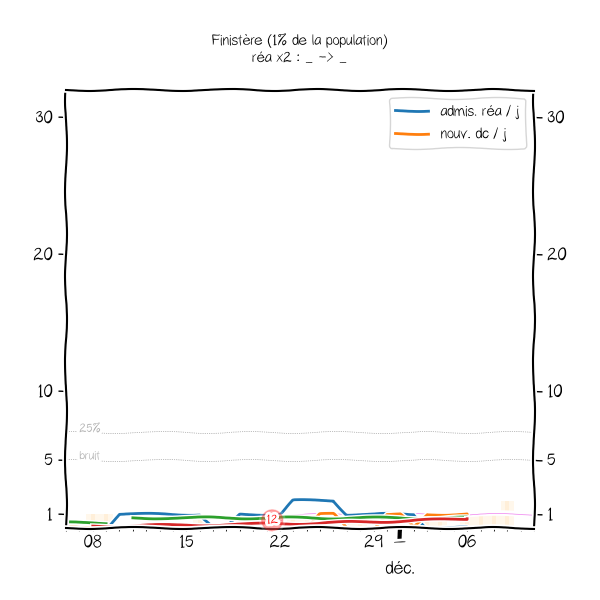 Finistère (1% de la population)
réa x2 : _ -> _
admis. réa / j
nouv. dc / j
30
30
20
20
10
10
25%
5
bruit
5
1
12
1
08
15
22
29
06
déc.